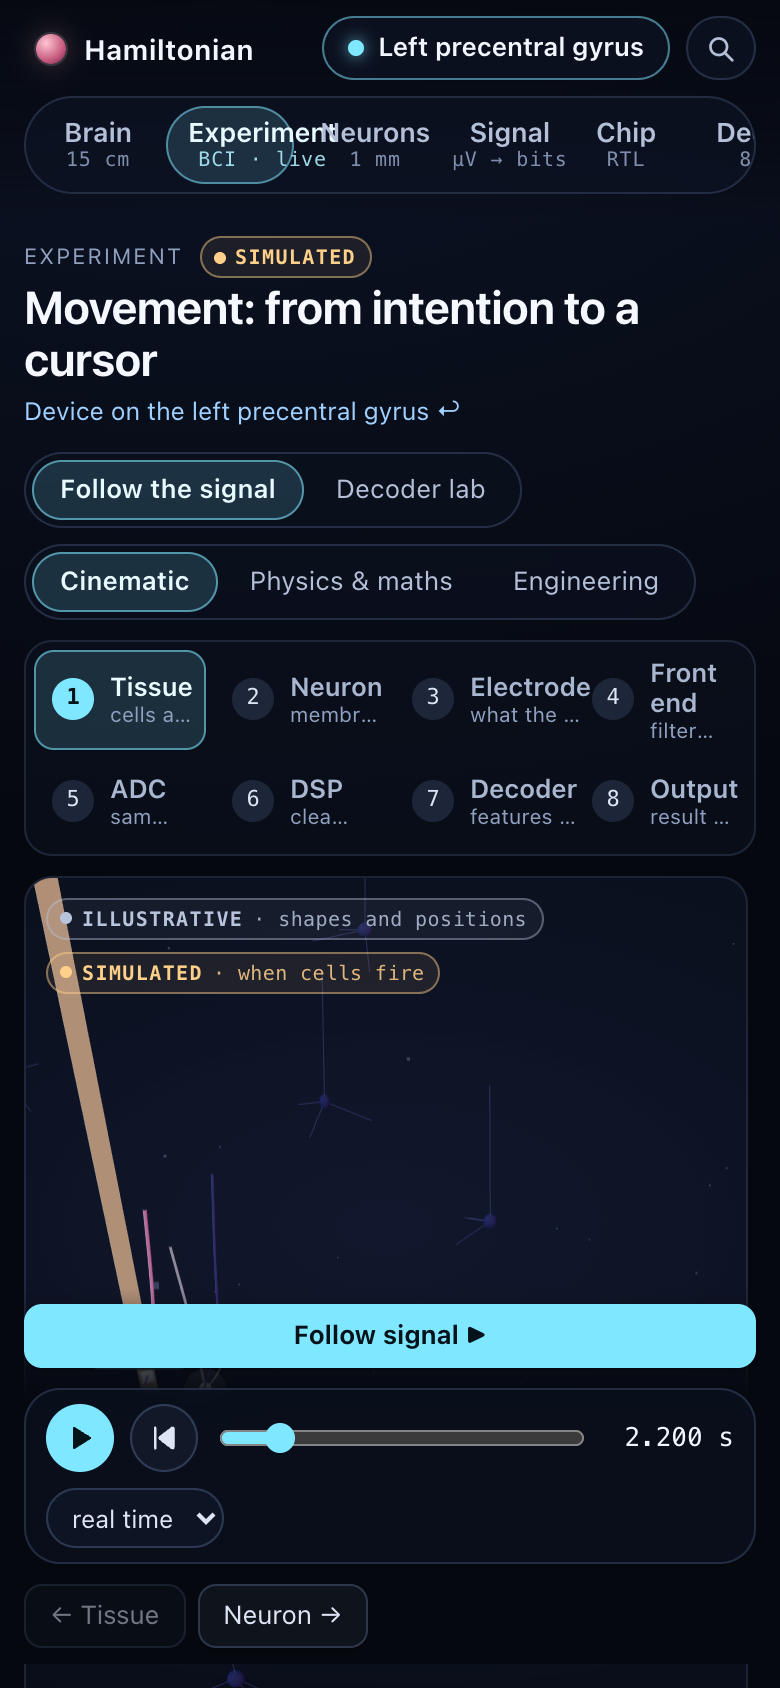 Hamiltonian
Left precentral gyrus
Brain Experiment Neurons Signal Chip De
15 cm BCI · live 1 mm µV → bits RTL 8
EXPERIMENT SIMULATED
Movement: from intention to a
cursor
Device on the left precentral gyrus ↩
Follow the signal Decoder lab
Cinematic Physics & maths Engineering
1 Tissue
cells a...
2 Neuron
membr...
3 Electrode
what the ...
4 Front
end
filter...
5 ADC
sam...
6 DSP
clea...
7 Decoder
features ...
8 Output
result ...
ILLUSTRATIVE · shapes and positions
SIMULATED · when cells fire
Follow signal ▶
2.200 s
real time
← Tissue Neuron →